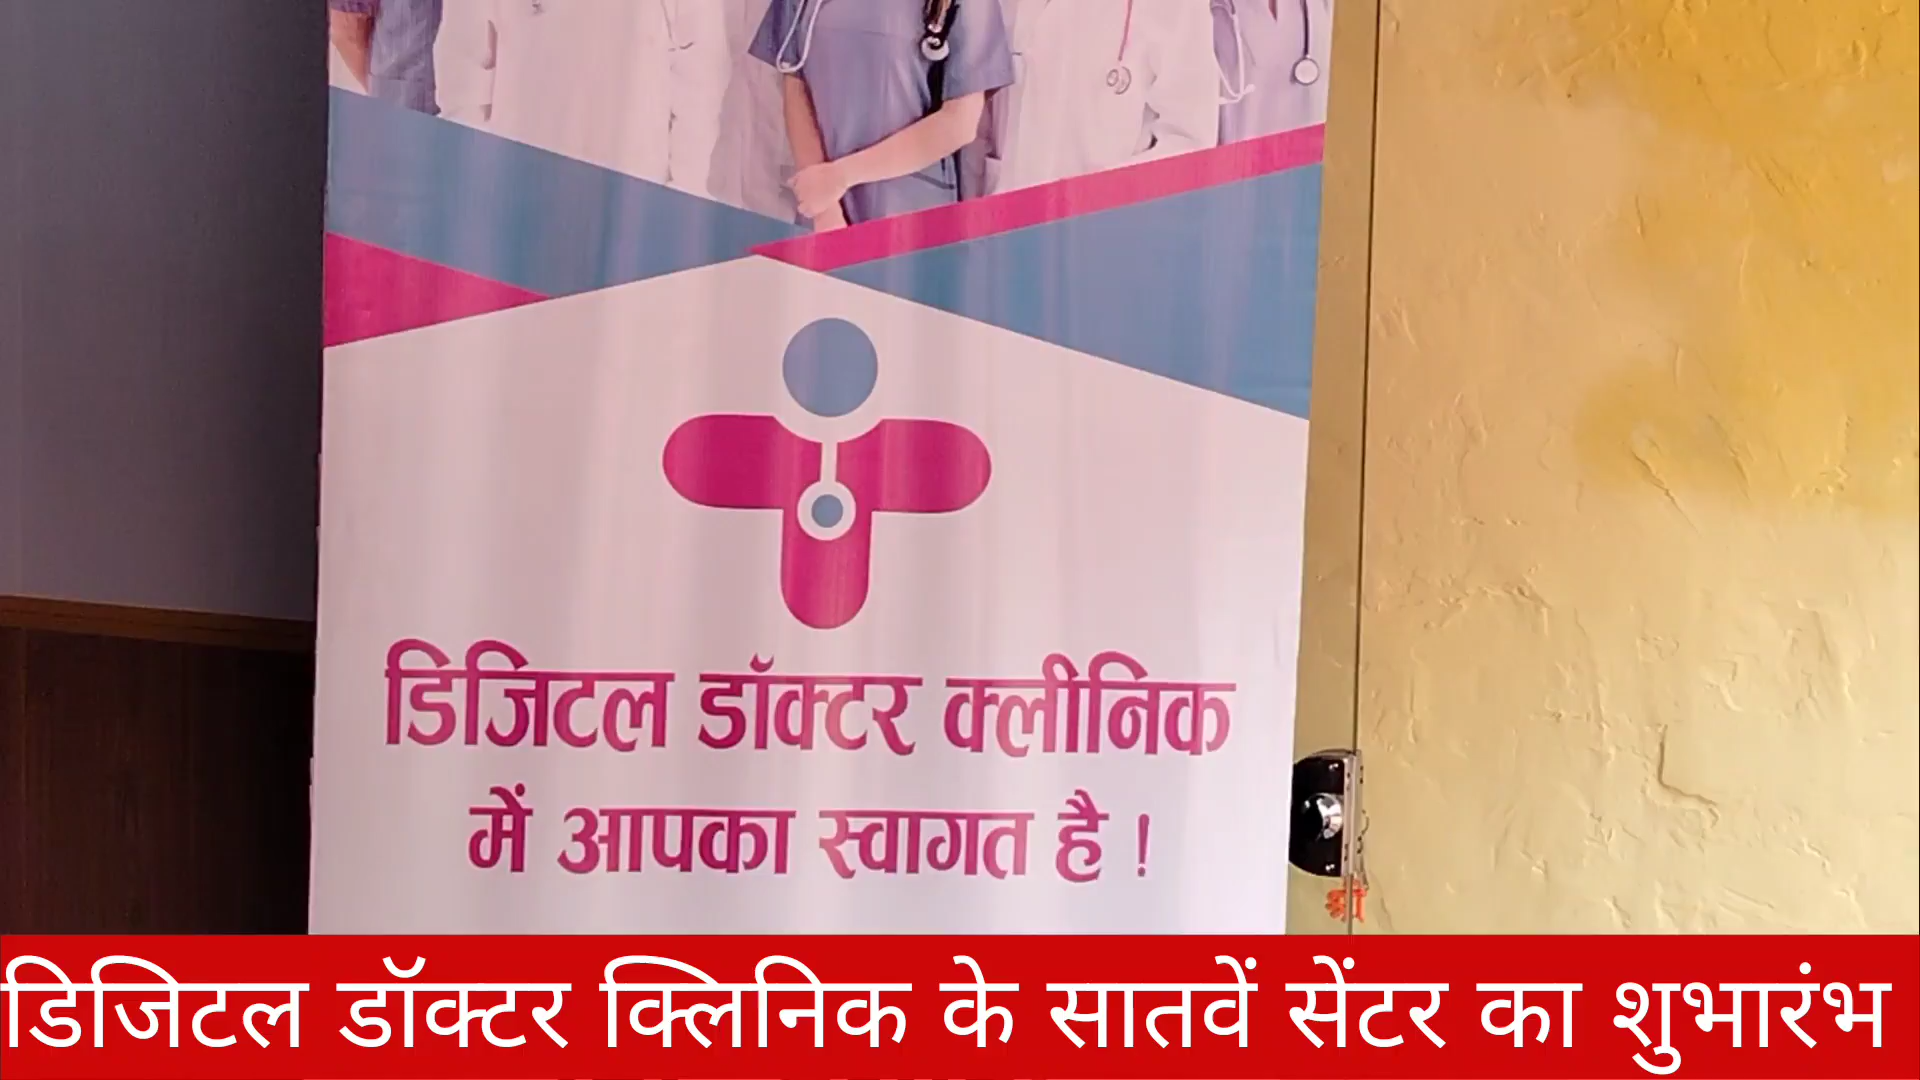 डिजिटल डॉक्टर क्लीनिक
में आपका स्वागत है !
श्री
डिजिटल डॉक्टर क्लिनिक के सातवें सेंटर का शुभारंभ